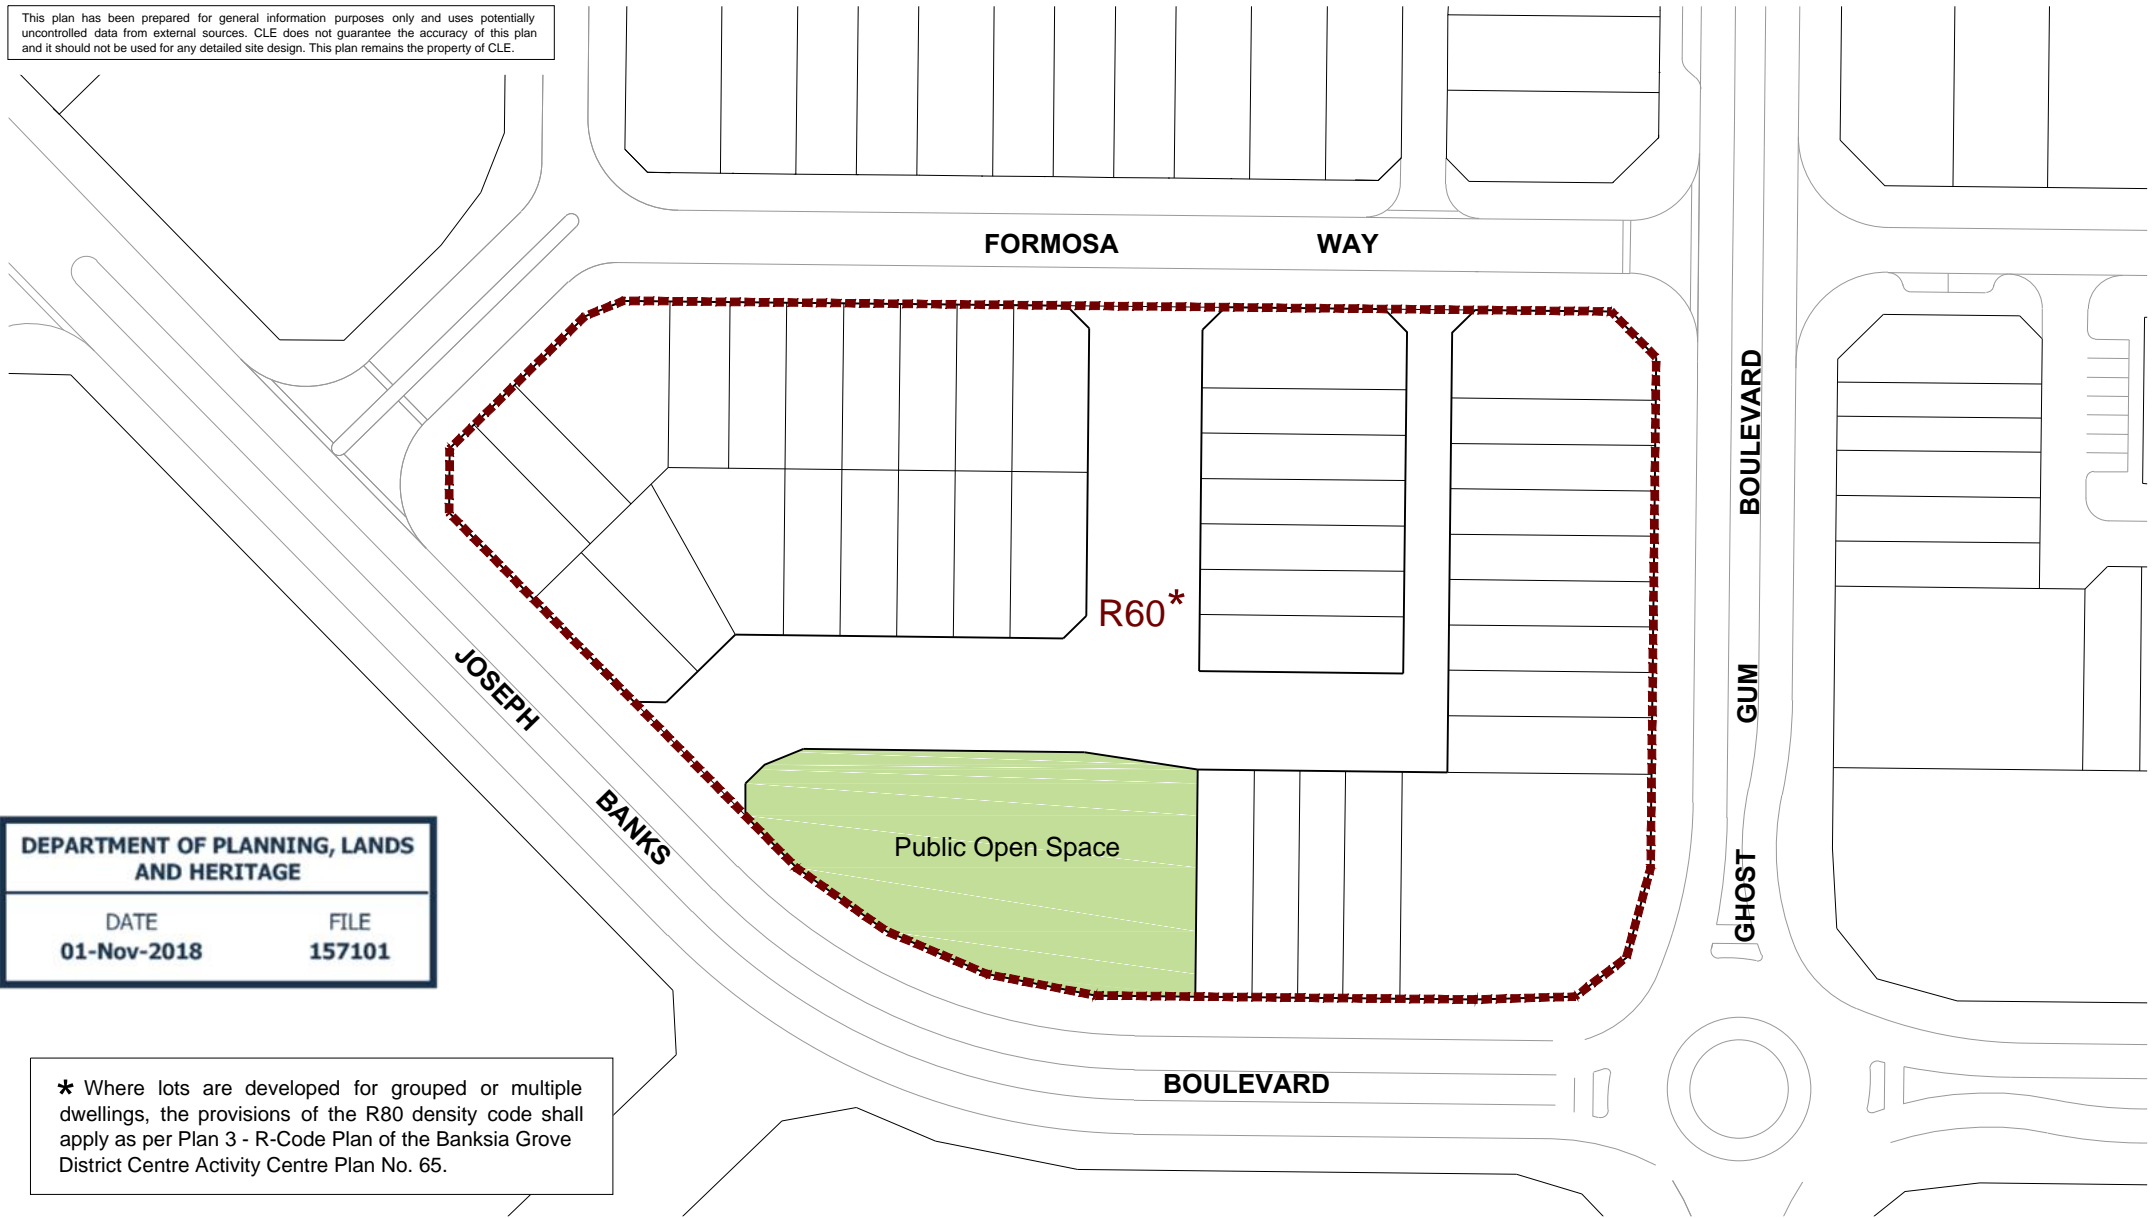 This plan has been prepared for general information purposes only and uses potentially
uncontrolled data from external sources. CLE does not guarantee the accuracy of this plan
and it should not be used for any detailed site design. This plan remains the property of CLE.
FORMOSA WAY
BOULEVARD
GUM
GHOST
R60*
JOSEPH
BANKS
Public Open Space
DEPARTMENT OF PLANNING, LANDS
AND HERITAGE
DATE FILE
01-Nov-2018 157101
BOULEVARD
* Where lots are developed for grouped or multiple
dwellings, the provisions of the R80 density code shall
apply as per Plan 3 - R-Code Plan of the Banksia Grove
District Centre Activity Centre Plan No. 65.